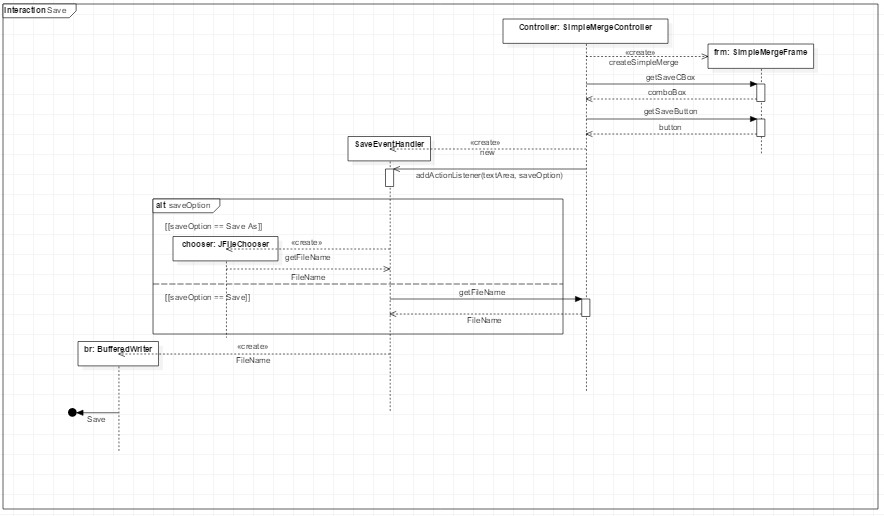 Interaction Save
Controller: SimpleMergeController
«create»
createSimpleMerge
frm: SimpleMergeFrame
getSaveCBox
comboBox
getSaveButton
button
SaveEventHandler
«create»
new
addActionListener(textArea, saveOption)
alt saveOption
[[saveOption == Save As]]
chooser: JFileChooser
«create»
getFileName
FileName
[[saveOption == Save]]
getFileName
FileName
br: BufferedWriter
«create»
FileName
Save